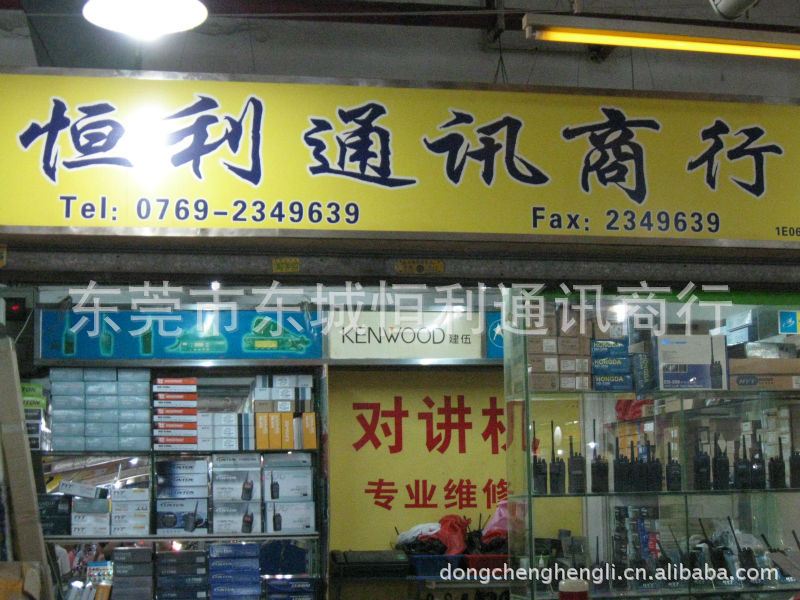 恒利通讯商行
Tel: 0769-2349639 Fax: 2349639
1E06
东莞市东城恒利通讯商行
KENWOOD 建伍
HONGDA
HONGDA
HYT
对讲机
专业维修
dongchenghengli.cn.alibaba.com